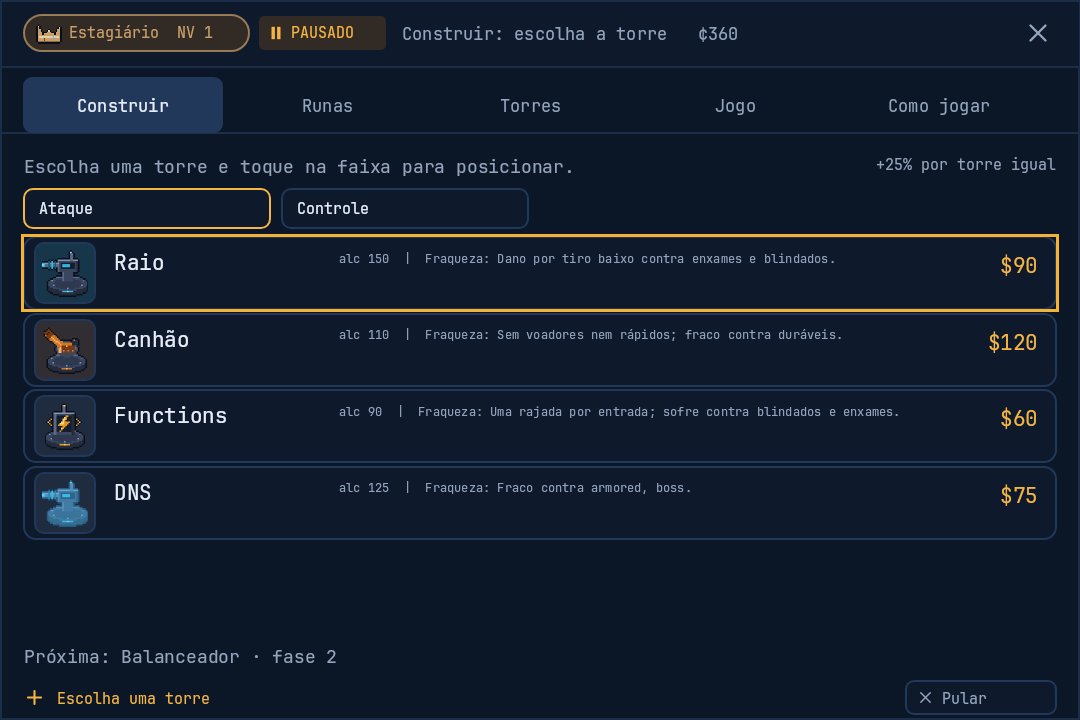 Estagiário NV 1 PAUSADO Construir: escolha a torre ₵360
Construir Runas Torres Jogo Como jogar
Escolha uma torre e toque na faixa para posicionar. +25% por torre igual
Ataque Controle
Raio alc 150 | Fraqueza: Dano por tiro baixo contra enxames e blindados. $90
Canhão alc 110 | Fraqueza: Sem voadores nem rápidos; fraco contra duráveis. $120
Functions alc 90 | Fraqueza: Uma rajada por entrada; sofre contra blindados e enxames. $60
DNS alc 125 | Fraqueza: Fraco contra armored, boss. $75
Próxima: Balanceador · fase 2
+ Escolha uma torre × Pular